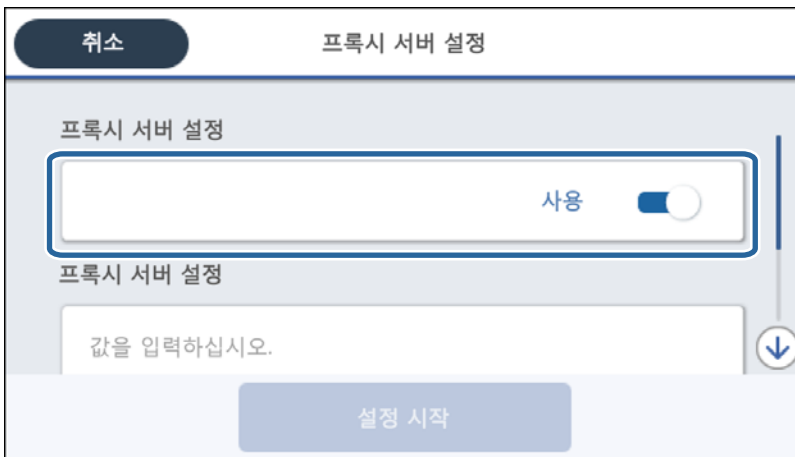 취소
프록시 서버 설정
프록시 서버 설정
사용
프록시 서버 설정
값을 입력하십시오.
설정 시작